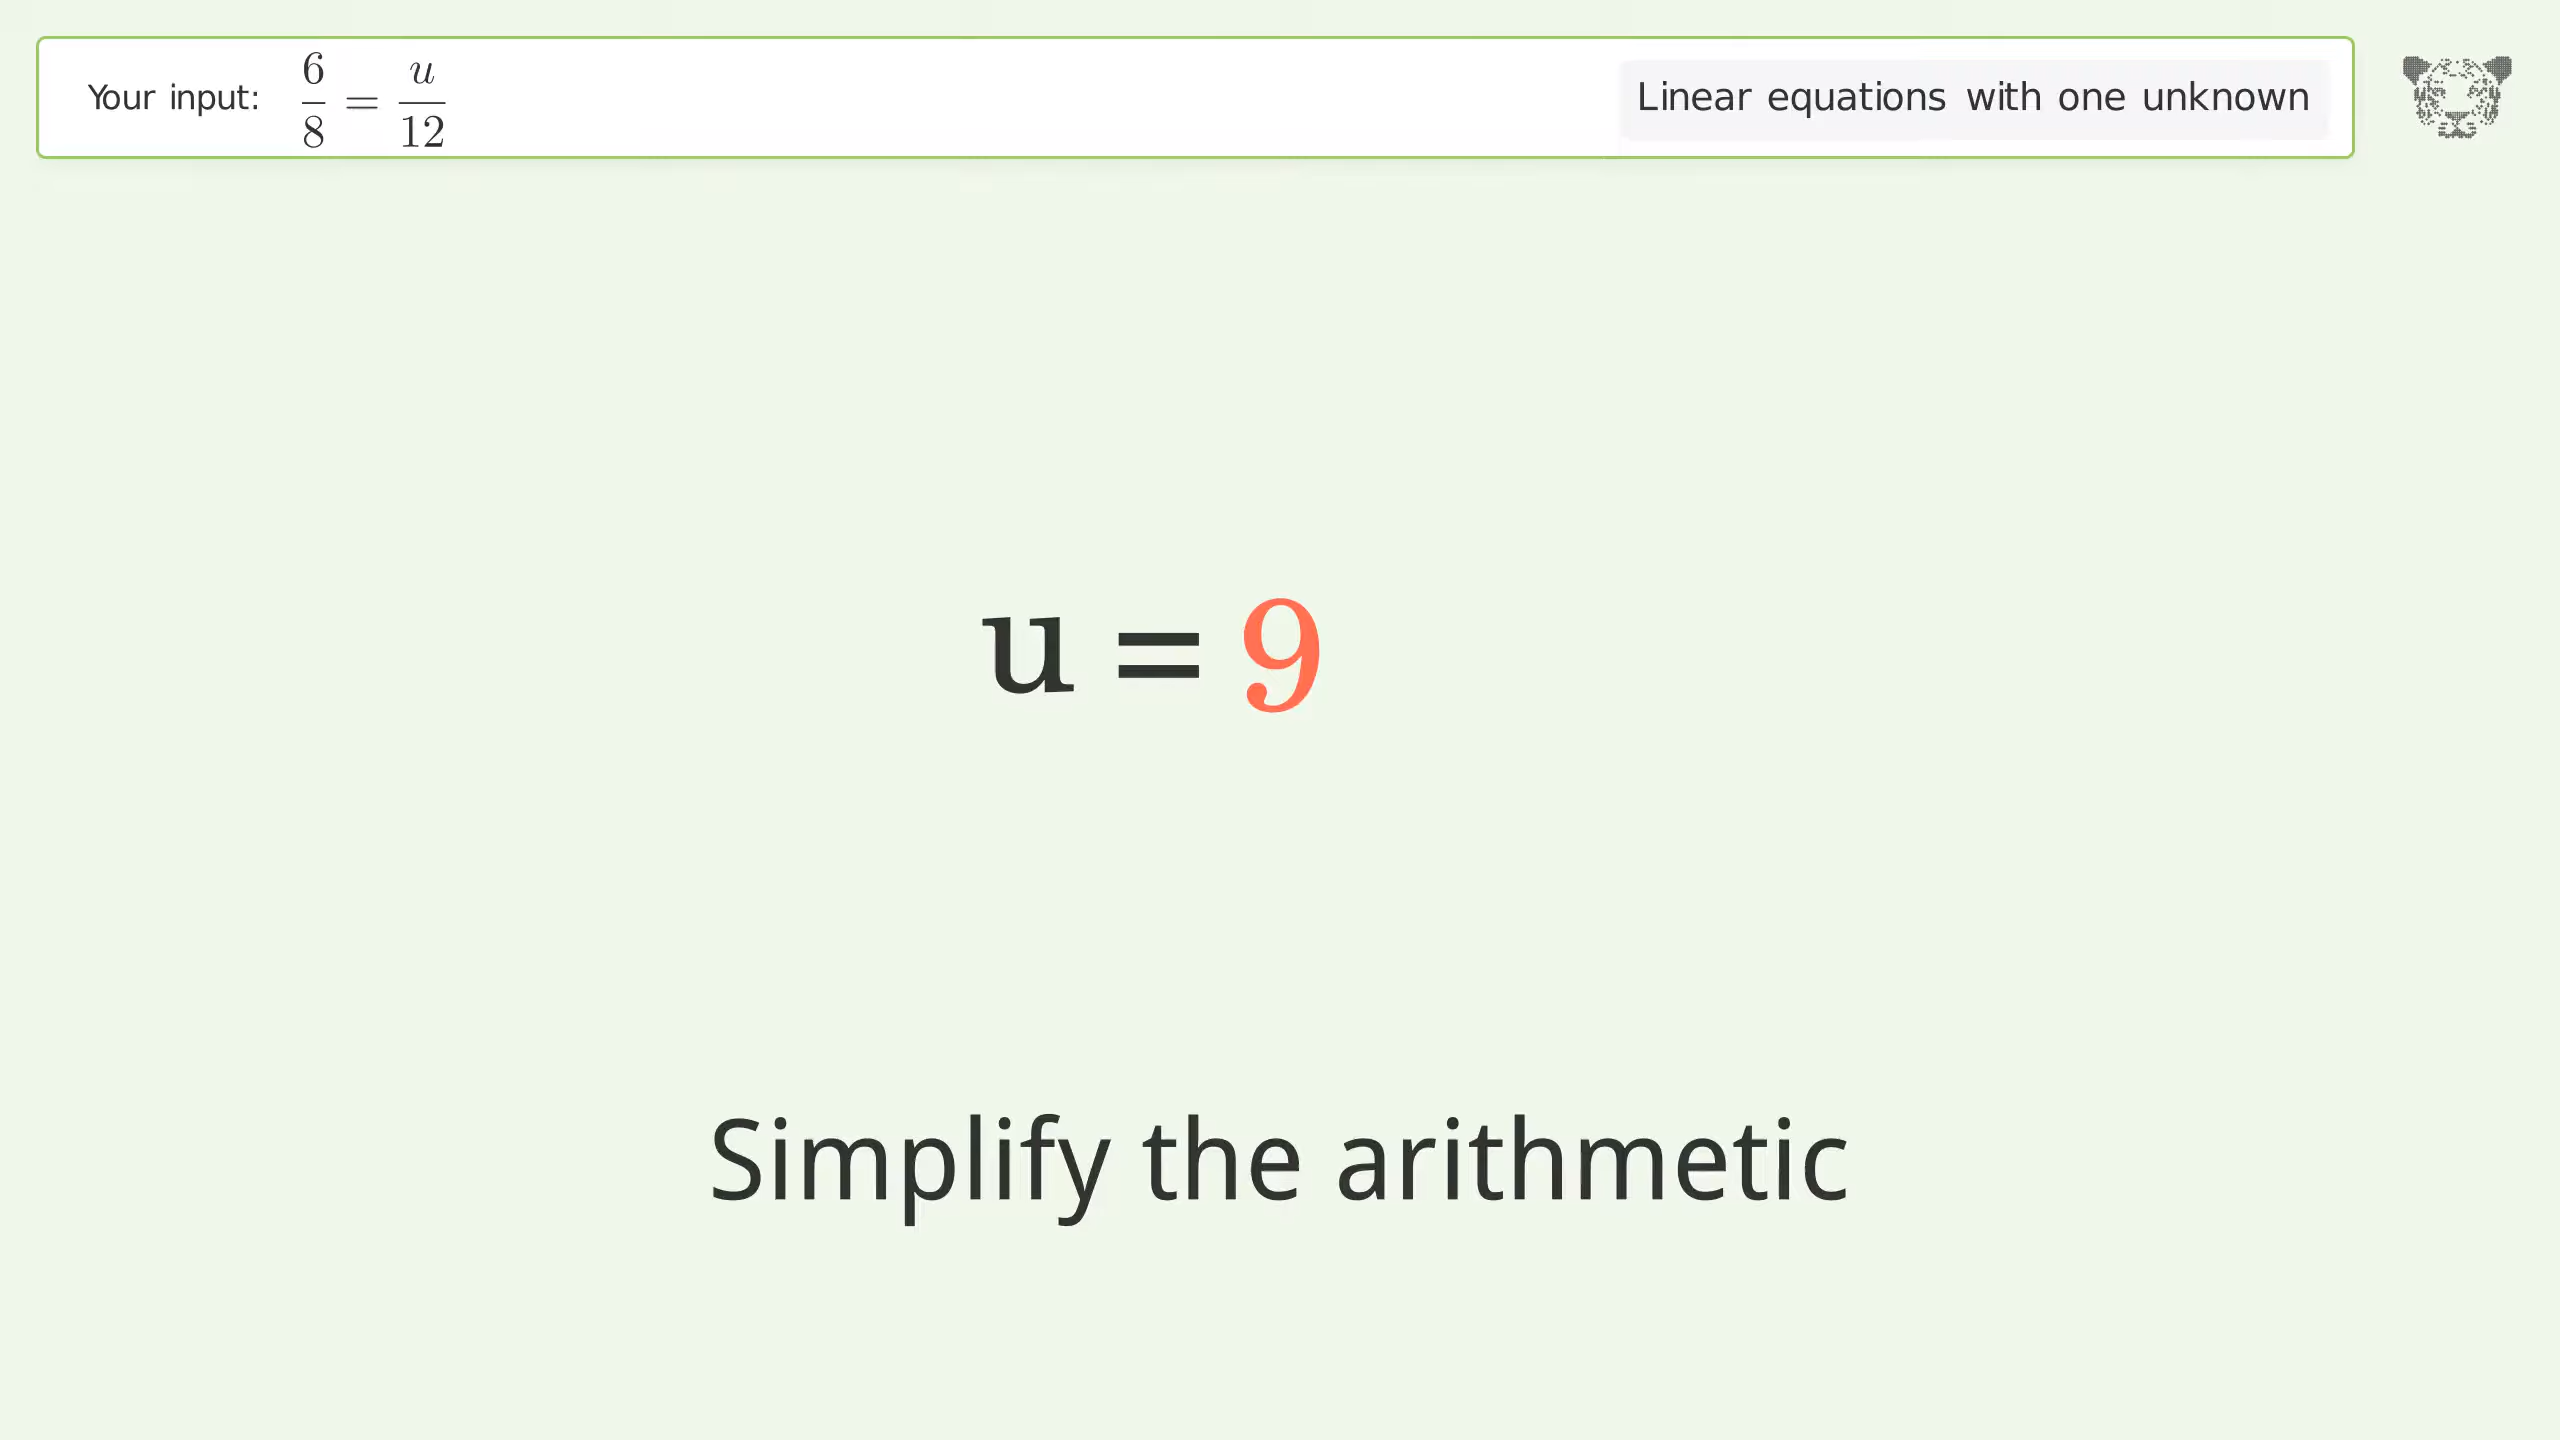 Your input: 6/8 = u/12
Linear equations with one unknown
u = 9
Simplify the arithmetic